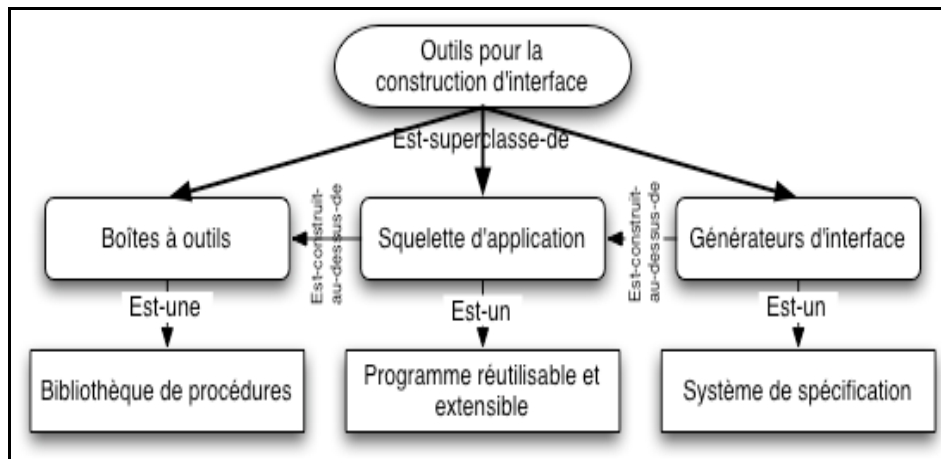 Outils pour la
construction d'interface
Est-superclasse-de
Boîtes à outils
Est-construit-
au-dessus-de
Squelette d'application
Est-construit-
au-dessus-de
Générateurs d'interface
Est-une
Est-un
Est-un
Bibliothèque de procédures
Programme réutilisable et
extensible
Système de spécification